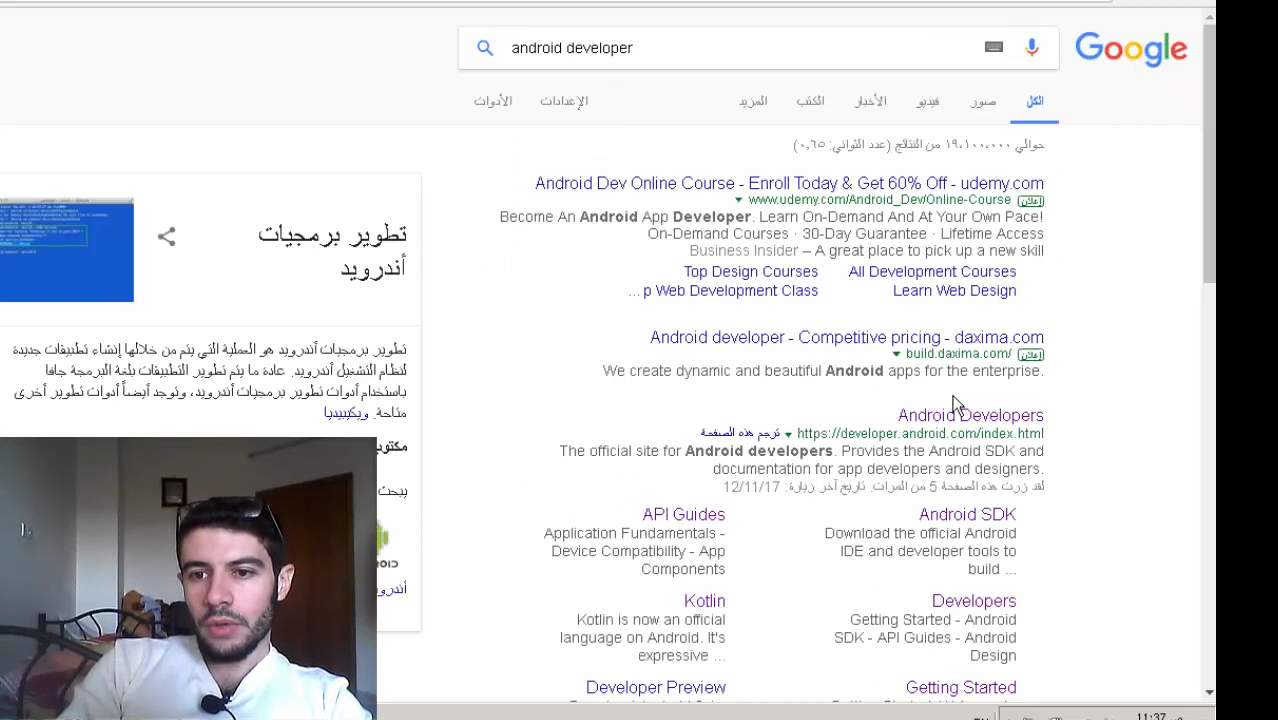 android developer
Google
الكل
صور
فيديو
الأخبار
الكتب
المزيد
الإعدادات
الأدوات
حوالي ١٩،١٠٠،٠٠٠ من النتائج (عدد الثواني: ٠,٦٥)
Android Dev Online Course - Enroll Today & Get 60% Off - udemy.com
إعلان www.udemy.com/Android_Dev/Online-Course
Become An Android App Developer. Learn On-Demand And At Your Own Pace!
On-Demand Courses · 30-Day Guarantee · Lifetime Access
Business Insider – A great place to pick up a new skill
All Development Courses
Top Design Courses
Learn Web Design
... p Web Development Class
Android developer - Competitive pricing - daxima.com
إعلان build.daxima.com/
We create dynamic and beautiful Android apps for the enterprise.
Android Developers
https://developer.android.com/index.html ترجم هذه الصفحة
The official site for Android developers. Provides the Android SDK and
documentation for app developers and designers.
لقد زرت هذه الصفحة 5 من المرات. تاريخ آخر زيارة: 12/11/17
Android SDK
Download the official Android
IDE and developer tools to
build ...
API Guides
Application Fundamentals -
Device Compatibility - App
Components
Developers
Getting Started - Android
SDK - API Guides - Android
Design
Kotlin
Kotlin is now an official
language on Android. It's
expressive ...
Getting Started
Developer Preview
تطوير برمجيات
أندرويد
تطوير برمجيات أندرويد هو العملية التي يتم من خلالها إنشاء تطبيقات جديدة
لنظام التشغيل أندرويد. عادة ما يتم تطوير التطبيقات بلغة البرمجة جافا
باستخدام أدوات تطوير برمجيات أندرويد، وتوجد أيضاً أدوات تطوير أخرى
متاحة. ويكيبيديا
11:37